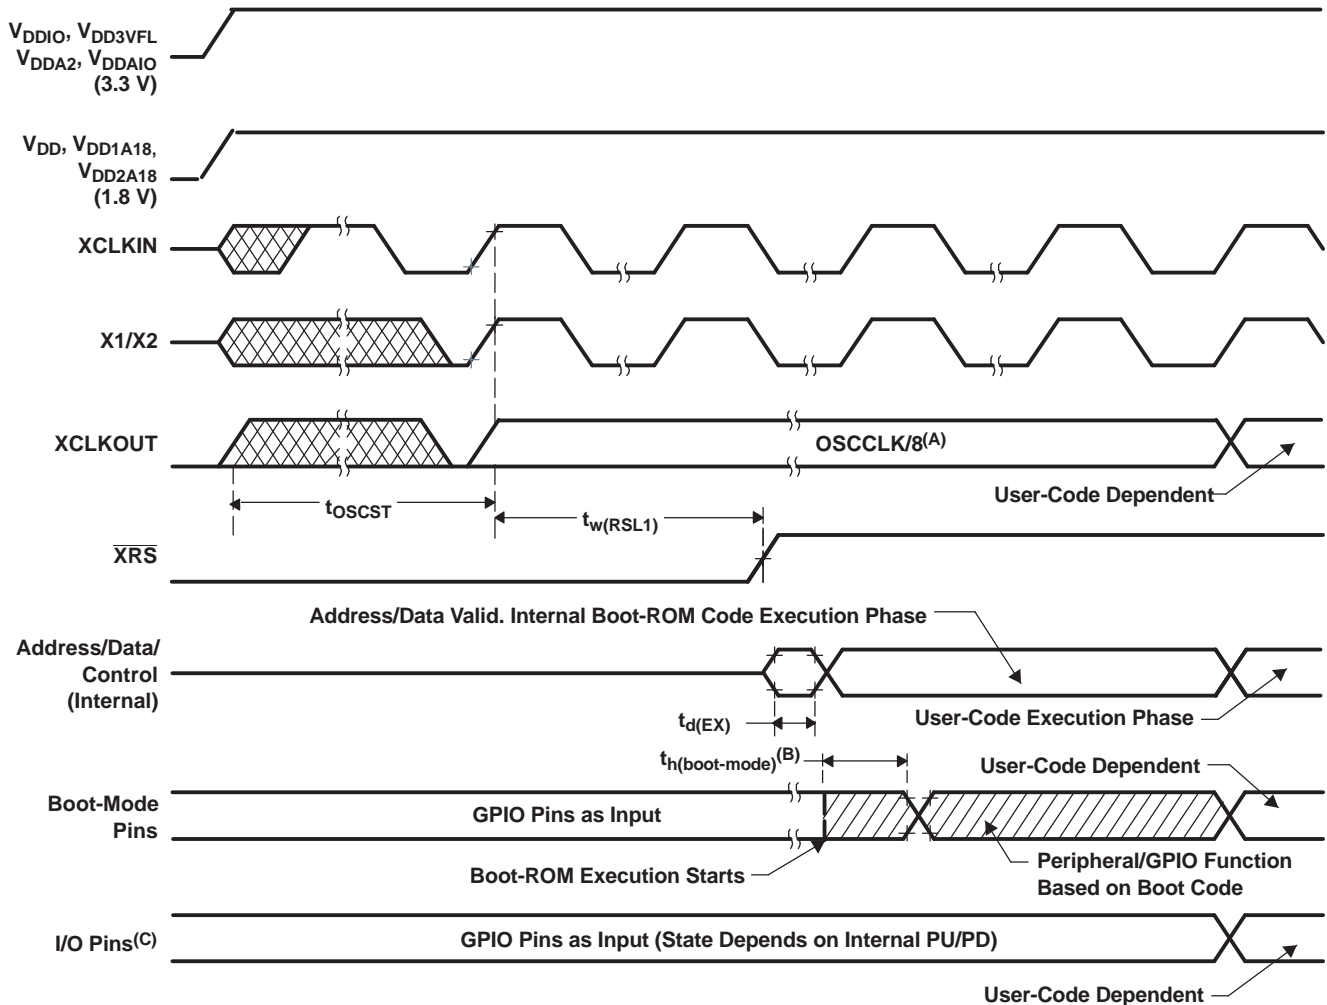 VDDIO, VDD3VFL
VDDA2, VDDAIO
(3.3 V)
VDD, VDD1A18,
VDD2A18
(1.8 V)
XCLKIN
X1/X2
XCLKOUT
OSCCLK/8(A)
User-Code Dependent
tOSCST
tw(RSL1)
XRS
Address/Data Valid. Internal Boot-ROM Code Execution Phase
Address/Data/
Control
(Internal)
td(EX)
User-Code Execution Phase
th(boot-mode)(B)
User-Code Dependent
Boot-Mode
Pins
GPIO Pins as Input
Boot-ROM Execution Starts
Peripheral/GPIO Function
Based on Boot Code
I/O Pins(C)
GPIO Pins as Input (State Depends on Internal PU/PD)
User-Code Dependent